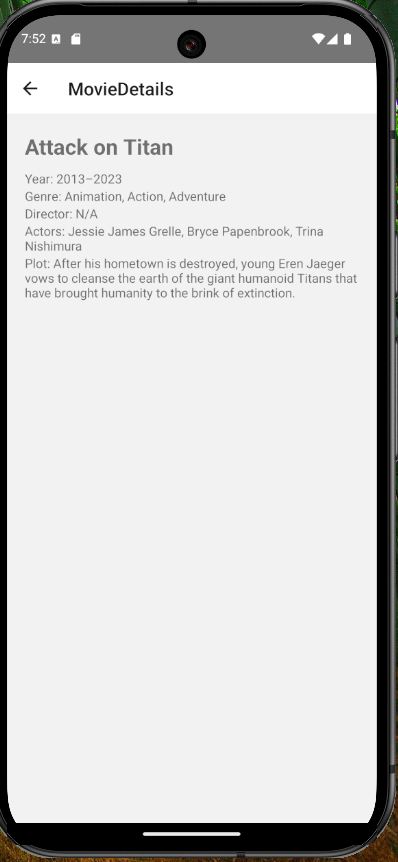 7:52
MovieDetails
Attack on Titan
Year: 2013–2023
Genre: Animation, Action, Adventure
Director: N/A
Actors: Jessie James Grelle, Bryce Papenbrook, Trina
Nishimura
Plot: After his hometown is destroyed, young Eren Jaeger
vows to cleanse the earth of the giant humanoid Titans that
have brought humanity to the brink of extinction.